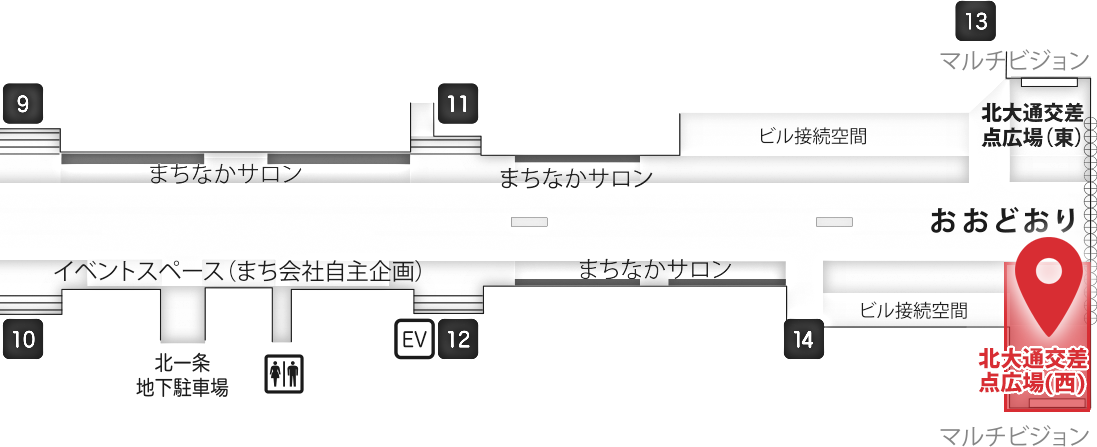 13
マルチビジョン
9
11
北大通交差
点広場（東）
ビル接続空間
まちなかサロン
まちなかサロン
おおどおり
イベントスペース（まち会社自主企画）
まちなかサロン
ビル接続空間
10
EV
12
14
北一条
地下駐車場
北大通交差
点広場(西)
マルチビジョン